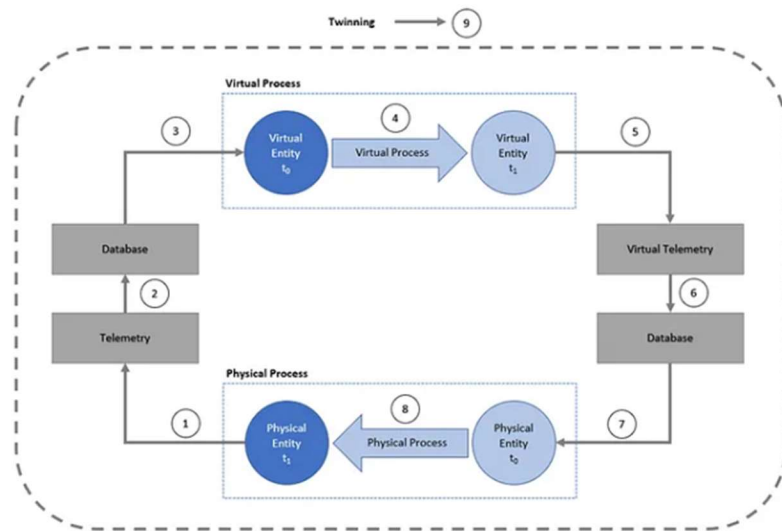 Twinning
9
Virtual Process
3
Virtual
Entity
t₀
4
Virtual Process
Virtual
Entity
t₁
5
Database
Virtual Telemetry
2
6
Telemetry
Database
Physical Process
1
Physical
Entity
t₁
8
Physical Process
Physical
Entity
t₀
7